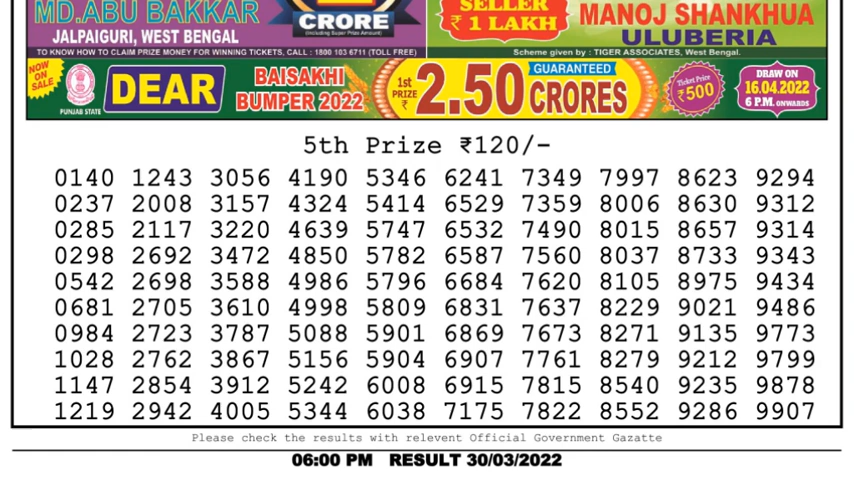 MD.ABU BAKKAR
JALPAIGURI, WEST BENGAL
CRORE
(Including Super Prize Amount)
SELLER
₹ 1 LAKH
MANOJ SHANKHUA
ULUBERIA
TO KNOW HOW TO CLAIM PRIZE MONEY FOR WINNING TICKETS, CALL : 1800 103 6711 (TOLL FREE)
Scheme given by : TIGER ASSOCIATES, West Bengal.
NOW
ON
SALE
PUNJAB STATE
DEAR
BAISAKHI
BUMPER 2022
1st
PRIZE
₹
2.50
GUARANTEED
CRORES
Ticket Price
₹500
DRAW ON
16.04.2022
6 P.M. ONWARDS
5th Prize ₹120/-
0140 1243 3056 4190 5346 6241 7349 7997 8623 9294
0237 2008 3157 4324 5414 6529 7359 8006 8630 9312
0285 2117 3220 4639 5747 6532 7490 8015 8657 9314
0298 2692 3472 4850 5782 6587 7560 8037 8733 9343
0542 2698 3588 4986 5796 6684 7620 8105 8975 9434
0681 2705 3610 4998 5809 6831 7637 8229 9021 9486
0984 2723 3787 5088 5901 6869 7673 8271 9135 9773
1028 2762 3867 5156 5904 6907 7761 8279 9212 9799
1147 2854 3912 5242 6008 6915 7815 8540 9235 9878
1219 2942 4005 5344 6038 7175 7822 8552 9286 9907
Please check the results with relevent Official Government Gazatte
06:00 PM RESULT 30/03/2022